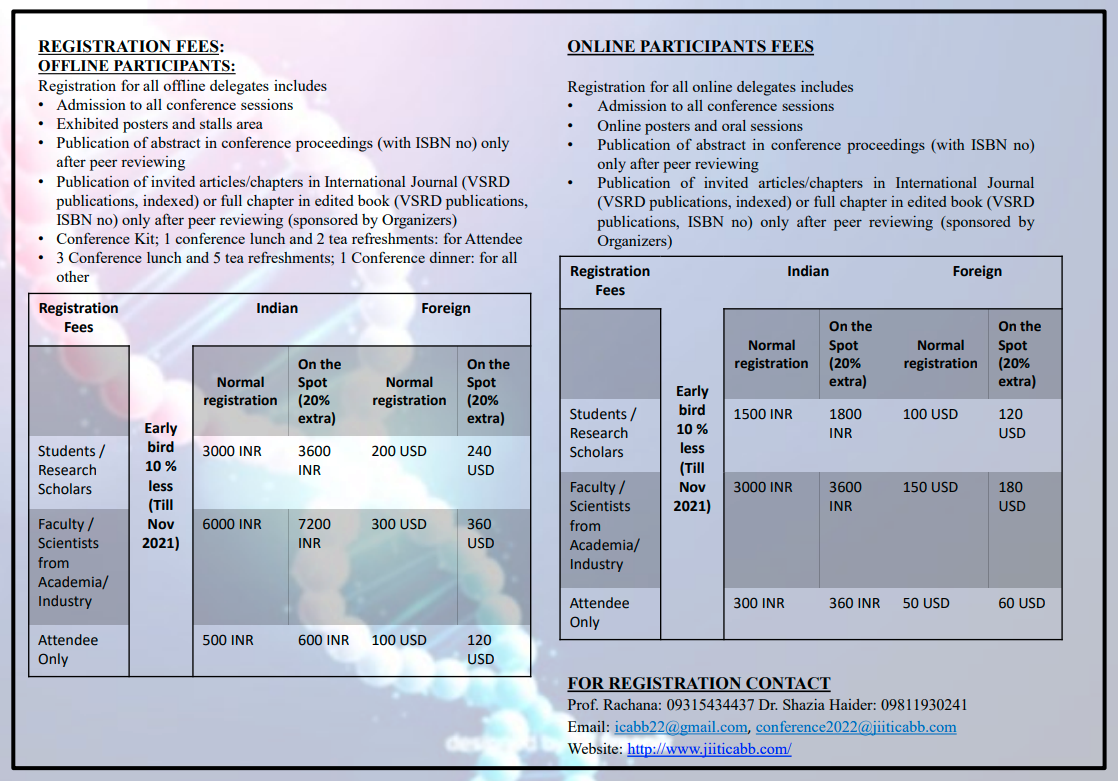 REGISTRATION FEES:
OFFLINE PARTICIPANTS:
Registration for all offline delegates includes
• Admission to all conference sessions
• Exhibited posters and stalls area
• Publication of abstract in conference proceedings (with ISBN no) only
after peer reviewing
• Publication of invited articles/chapters in International Journal (VSRD
publications, indexed) or full chapter in edited book (VSRD publications,
ISBN no) only after peer reviewing (sponsored by Organizers)
• Conference Kit; 1 conference lunch and 2 tea refreshments: for Attendee
• 3 Conference lunch and 5 tea refreshments; 1 Conference dinner: for all
other
Registration
Fees
Indian
Foreign
Early
bird
10 %
less
(Till
Nov
2021)
Normal
registration
On the
Spot
(20%
extra)
Normal
registration
On the
Spot
(20%
extra)
Students /
Research
Scholars
3000 INR
3600
INR
200 USD
240
USD
Faculty /
Scientists
from
Academia/
Industry
6000 INR
7200
INR
300 USD
360
USD
Attendee
Only
500 INR
600 INR
100 USD
120
USD
ONLINE PARTICIPANTS FEES
Registration for all online delegates includes
• Admission to all conference sessions
• Online posters and oral sessions
• Publication of abstract in conference proceedings (with ISBN no)
only after peer reviewing
• Publication of invited articles/chapters in International Journal
(VSRD publications, indexed) or full chapter in edited book (VSRD
publications, ISBN no) only after peer reviewing (sponsored by
Organizers)
Registration
Fees
Indian
Foreign
Early
bird
10 %
less
(Till
Nov
2021)
Normal
registration
On the
Spot
(20%
extra)
Normal
registration
On the
Spot
(20%
extra)
Students /
Research
Scholars
1500 INR
1800
INR
100 USD
120
USD
Faculty /
Scientists
from
Academia/
Industry
3000 INR
3600
INR
150 USD
180
USD
Attendee
Only
300 INR
360 INR
50 USD
60 USD
FOR REGISTRATION CONTACT
Prof. Rachana: 09315434437 Dr. Shazia Haider: 09811930241
Email: icabb22@gmail.com, conference2022@jiiticabb.com
Website: http://www.jiiticabb.com/